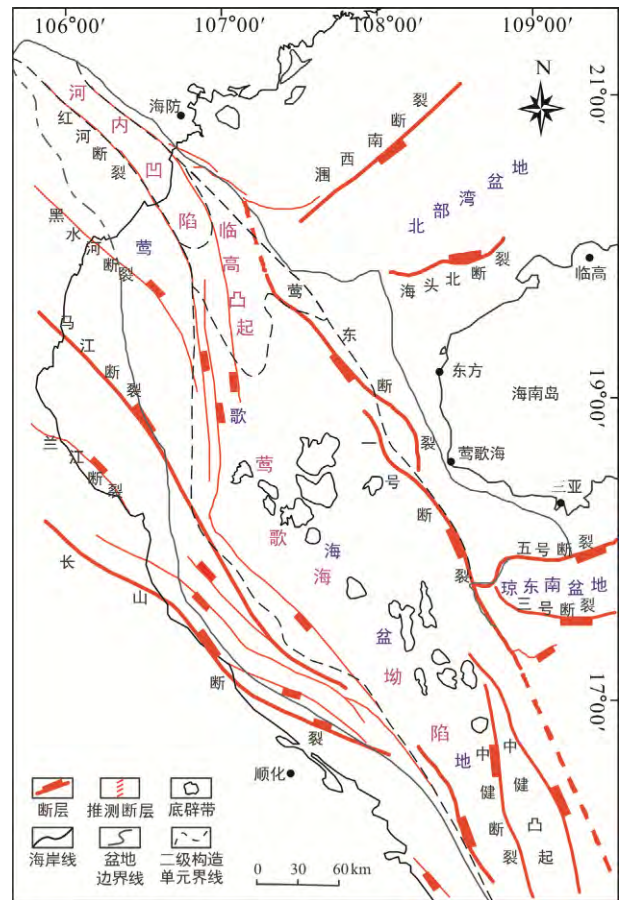 106°00′ 107°00′ 108°00′ 109°00′
21°00′
19°00′
17°00′
N
河内凹陷
海防
红河断裂
涠西南断裂
北部湾盆地
临高凸起
黑水河断裂
海头北断裂
临高
莺东断裂
马江断裂
东方
海南岛
莺歌海
三亚
一号断裂
兰江断裂
莺歌海盆地
莺歌海坳陷
五号断裂
琼东南盆地
三号断裂
长山断裂
中健断裂
中健凸起
顺化
断层
推测断层
底辟带
海岸线
盆地
边界线
二级构造
单元界线
0 30 60 km